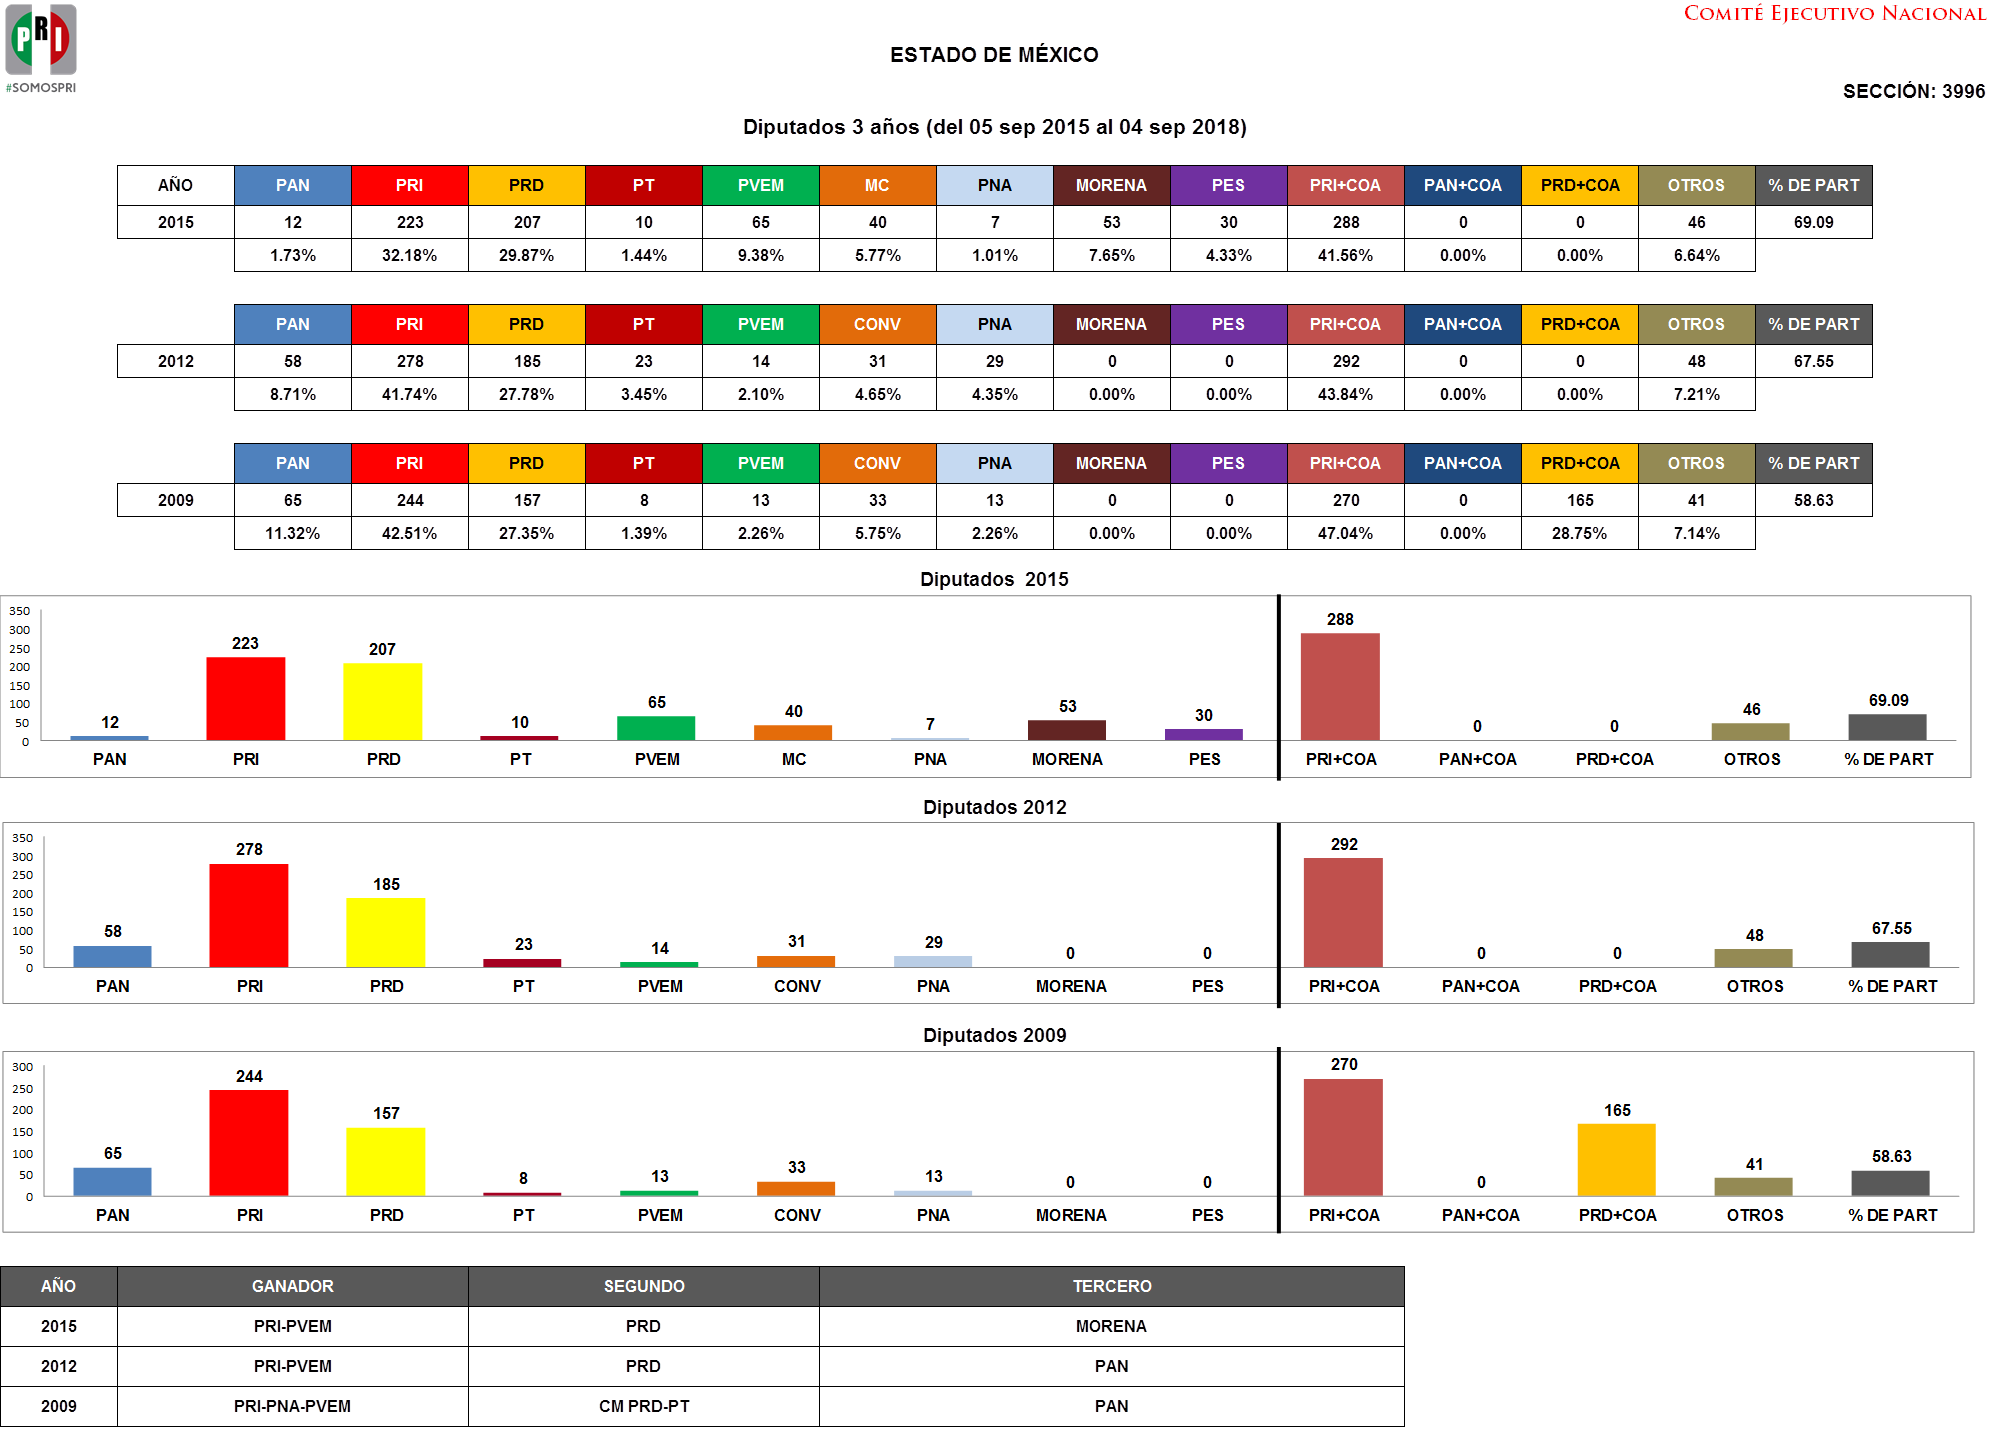 PRI
#SOMOSPRI
COMITÉ EJECUTIVO NACIONAL
ESTADO DE MÉXICO
SECCIÓN: 3996
Diputados 3 años (del 05 sep 2015 al 04 sep 2018)
AÑO PAN PRI PRD PT PVEM MC PNA MORENA PES PRI+COA PAN+COA PRD+COA OTROS % DE PART
2015 12 223 207 10 65 40 7 53 30 288 0 0 46 69.09
1.73% 32.18% 29.87% 1.44% 9.38% 5.77% 1.01% 7.65% 4.33% 41.56% 0.00% 0.00% 6.64%
PAN PRI PRD PT PVEM CONV PNA MORENA PES PRI+COA PAN+COA PRD+COA OTROS % DE PART
2012 58 278 185 23 14 31 29 0 0 292 0 0 48 67.55
8.71% 41.74% 27.78% 3.45% 2.10% 4.65% 4.35% 0.00% 0.00% 43.84% 0.00% 0.00% 7.21%
PAN PRI PRD PT PVEM CONV PNA MORENA PES PRI+COA PAN+COA PRD+COA OTROS % DE PART
2009 65 244 157 8 13 33 13 0 0 270 0 165 41 58.63
11.32% 42.51% 27.35% 1.39% 2.26% 5.75% 2.26% 0.00% 0.00% 47.04% 0.00% 28.75% 7.14%
Diputados 2015
350
300
250
200
150
100
50
0
12 223 207 10 65 40 7 53 30 288 0 0 46 69.09
PAN PRI PRD PT PVEM MC PNA MORENA PES PRI+COA PAN+COA PRD+COA OTROS % DE PART
Diputados 2012
350
300
250
200
150
100
50
0
58 278 185 23 14 31 29 0 0 292 0 0 48 67.55
PAN PRI PRD PT PVEM CONV PNA MORENA PES PRI+COA PAN+COA PRD+COA OTROS % DE PART
Diputados 2009
300
250
200
150
100
50
0
65 244 157 8 13 33 13 0 0 270 0 165 41 58.63
PAN PRI PRD PT PVEM CONV PNA MORENA PES PRI+COA PAN+COA PRD+COA OTROS % DE PART
AÑO GANADOR SEGUNDO TERCERO
2015 PRI-PVEM PRD MORENA
2012 PRI-PVEM PRD PAN
2009 PRI-PNA-PVEM CM PRD-PT PAN